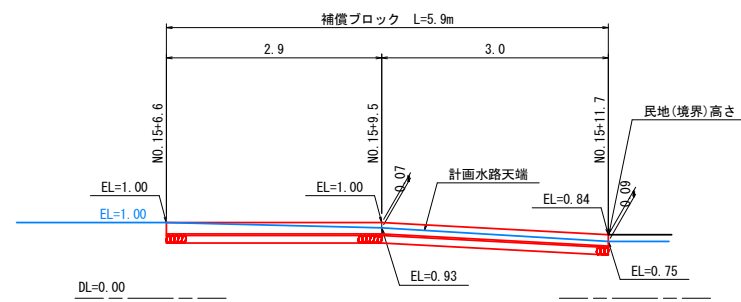 補償ブロック L=5.9m
2.9
3.0
NO.15+6.6
NO.15+9.5
NO.15+11.7
民地(境界)高さ
0.07
計画水路天端
0.09
EL=1.00
EL=1.00
EL=0.84
EL=1.00
EL=0.93
EL=0.75
DL=0.00